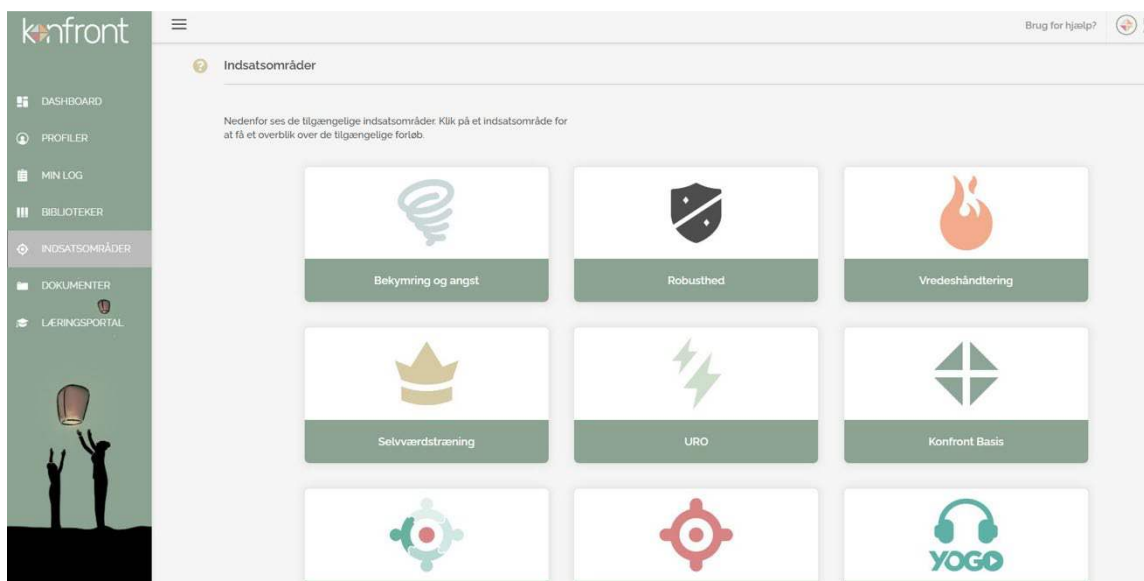 konfront
Brug for hjælp?
Indsatsområder
DASHBOARD
PROFILER
MIN LOG
BIBLIOTEKER
INDSATSOMRÅDER
DOKUMENTER
LÆRINGSPORTAL
Nedenfor ses de tilgængelige indsatsområder. Klik på et indsatsområde for
at få et overblik over de tilgængelige forløb.
Bekymring og angst
Robusthed
Vredeshåndtering
Selvværdstræning
URO
Konfront Basis
YOGO